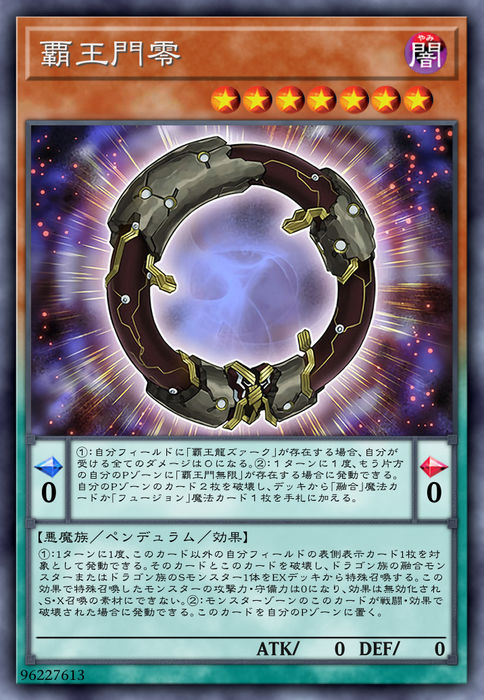 覇王門零
やみ
闇
①:自分フィールドに「覇王龍ズァーク」が存在する場合、自分が
受ける全てのダメージは0になる。②:1ターンに1度、もう片方
の自分のPゾーンに「覇王門無限」が存在する場合に発動できる。
自分のPゾーンのカード2枚を破壊し、デッキから「融合」魔法カ
ードか「フュージョン」魔法カード1枚を手札に加える。
0 0
【悪魔族／ペンデュラム／効果】
①:1ターンに1度、このカード以外の自分フィールドの表側表示カード1枚を対
象として発動できる。そのカードとこのカードを破壊し、ドラゴン族の融合モン
スターまたはドラゴン族のSモンスター1体をEXデッキから特殊召喚する。この
効果で特殊召喚したモンスターの攻撃力・守備力は0になり、効果は無効化され
、S・X召喚の素材にできない。②:モンスターゾーンのこのカードが戦闘・効果で
破壊された場合に発動できる。このカードを自分のPゾーンに置く。
ATK/ 0 DEF/ 0
96227613